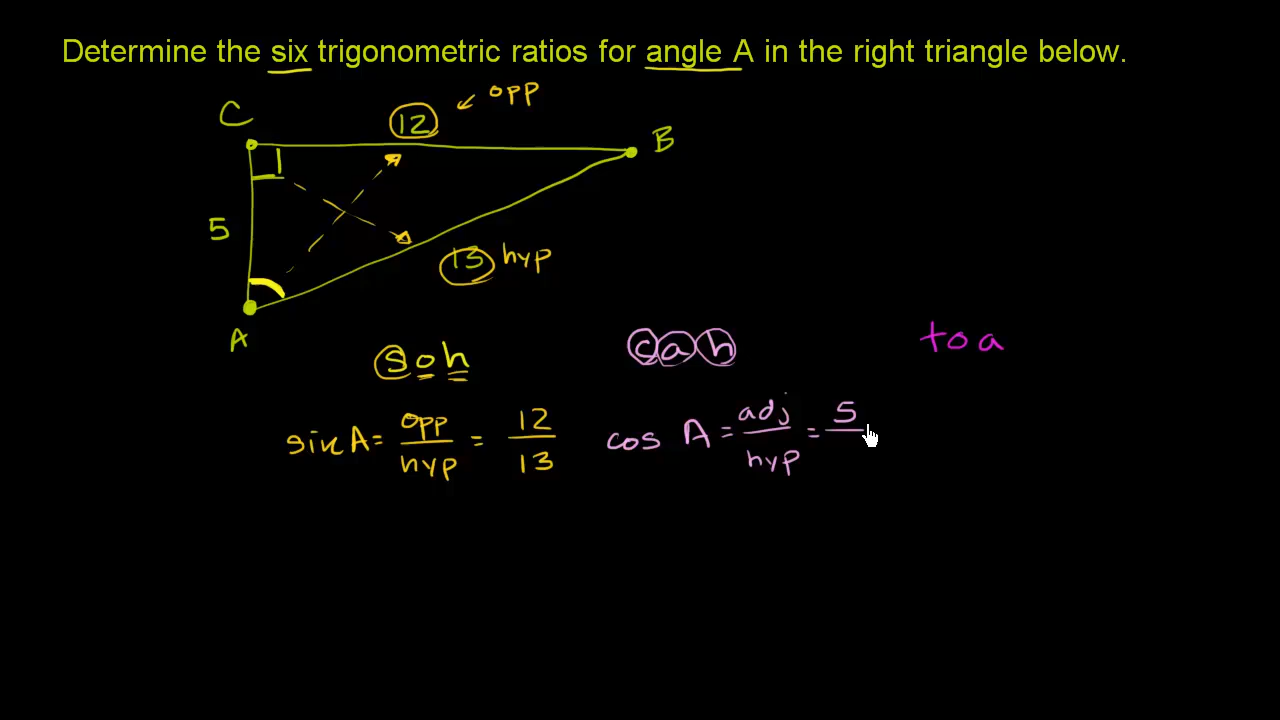 Determine the six trigonometric ratios for angle A in the right triangle below.
opp
C
12
B
5
13 hyp
A
soh
cah
toa
sin A = opp/hyp = 12/13
cos A = adj/hyp = 5